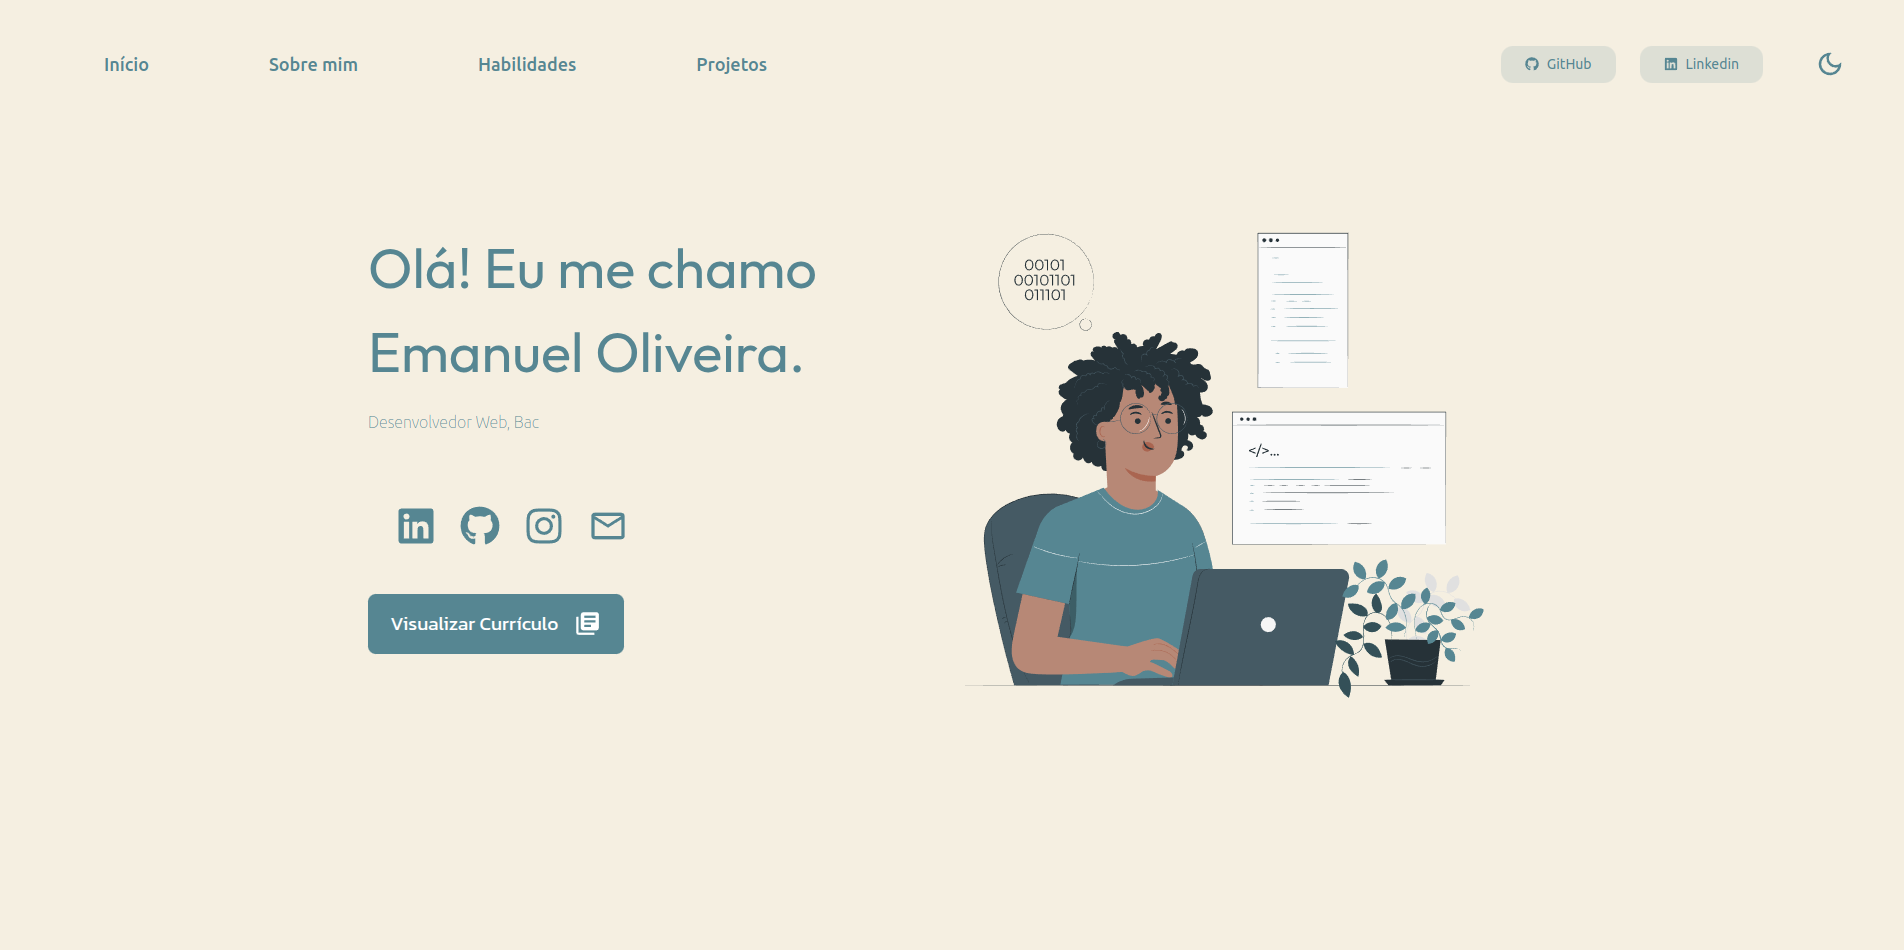 Início
Sobre mim
Habilidades
Projetos
GitHub
Linkedin
Olá! Eu me chamo
Emanuel Oliveira.
Desenvolvedor Web, Bac
Visualizar Currículo
00101
00101101
011101
</>...